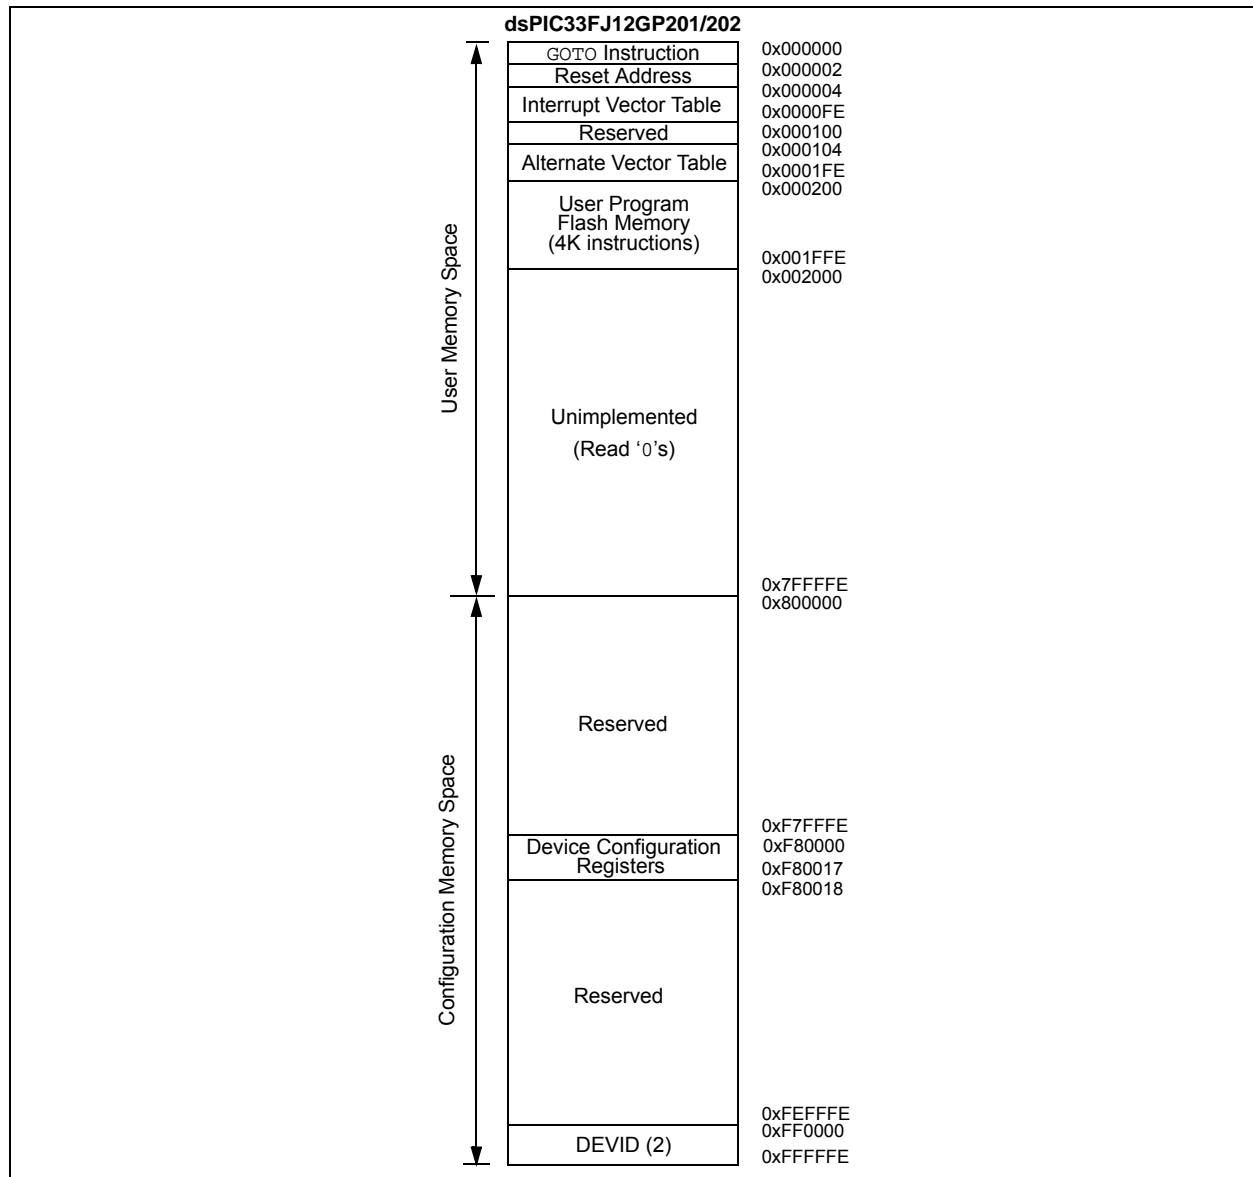 dsPIC33FJ12GP201/202
GOTO Instruction
0x000000
Reset Address
0x000002
0x000004
Interrupt Vector Table
0x0000FE
Reserved
0x000100
0x000104
Alternate Vector Table
0x0001FE
0x000200
User Program
Flash Memory
(4K instructions)
0x001FFE
0x002000
User Memory Space
Unimplemented
(Read ‘0’s)
0x7FFFFE
0x800000
Reserved
Configuration Memory Space
0xF7FFFE
Device Configuration
Registers
0xF80000
0xF80017
0xF80018
Reserved
0xFEFFFE
0xFF0000
DEVID (2)
0xFFFFFE